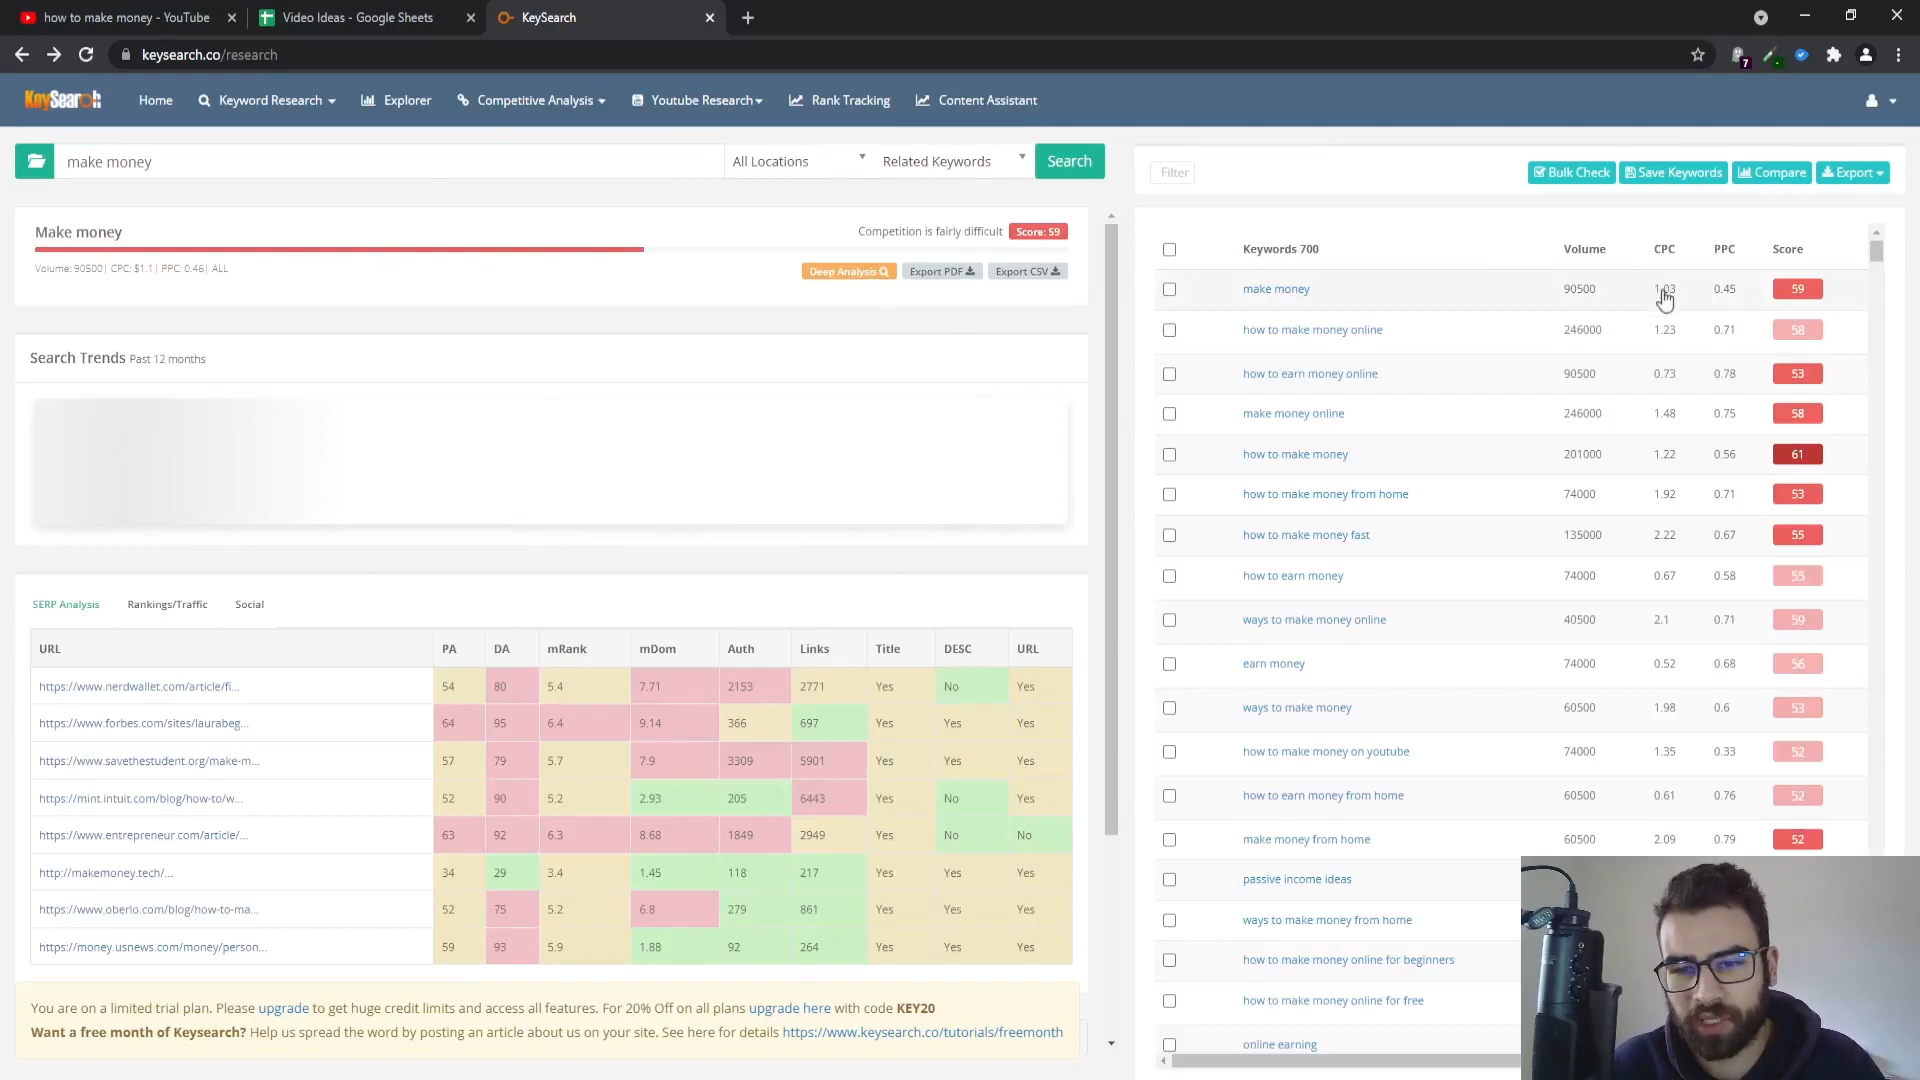 how to make money - YouTube
Video Ideas - Google Sheets
KeySearch
keysearch.co/research
7
KeySearch Home Keyword Research Explorer Competitive Analysis Youtube Research Rank Tracking Content Assistant
make money All Locations Related Keywords Search
Make money Competition is fairly difficult Score: 59
Volume: 90500| CPC: $1.1| PPC: 0.46| ALL Deep Analysis Export PDF Export CSV
Search Trends Past 12 months
SERP Analysis Rankings/Traffic Social
URL PA DA mRank mDom Auth Links Title DESC URL
https://www.nerdwallet.com/article/fi... 54 80 5.4 7.71 2153 2771 Yes No Yes
https://www.forbes.com/sites/laurabeg... 64 95 6.4 9.14 366 697 Yes Yes Yes
https://www.savethestudent.org/make-m... 57 79 5.7 7.9 3309 5901 Yes Yes Yes
https://mint.intuit.com/blog/how-to/w... 52 90 5.2 2.93 205 6443 Yes No Yes
https://www.entrepreneur.com/article/... 63 92 6.3 8.68 1849 2949 Yes No No
http://makemoney.tech/... 34 29 3.4 1.45 118 217 Yes Yes Yes
https://www.oberlo.com/blog/how-to-ma... 52 75 5.2 6.8 279 861 Yes Yes Yes
https://money.usnews.com/money/person... 59 93 5.9 1.88 92 264 Yes Yes Yes
You are on a limited trial plan. Please upgrade to get huge credit limits and access all features. For 20% Off on all plans upgrade here with code KEY20
Want a free month of Keysearch? Help us spread the word by posting an article about us on your site. See here for details https://www.keysearch.co/tutorials/freemonth
Filter Bulk Check Save Keywords Compare Export
Keywords 700 Volume CPC PPC Score
make money 90500 1.03 0.45 59
how to make money online 246000 1.23 0.71 58
how to earn money online 90500 0.73 0.78 53
make money online 246000 1.48 0.75 58
how to make money 201000 1.22 0.56 61
how to make money from home 74000 1.92 0.71 53
how to make money fast 135000 2.22 0.67 55
how to earn money 74000 0.67 0.58 55
ways to make money online 40500 2.1 0.71 59
earn money 74000 0.52 0.68 56
ways to make money 60500 1.98 0.6 53
how to make money on youtube 74000 1.35 0.33 52
how to earn money from home 60500 0.61 0.76 52
make money from home 60500 2.09 0.79 52
passive income ideas
ways to make money from home
how to make money online for beginners
how to make money online for free
online earning